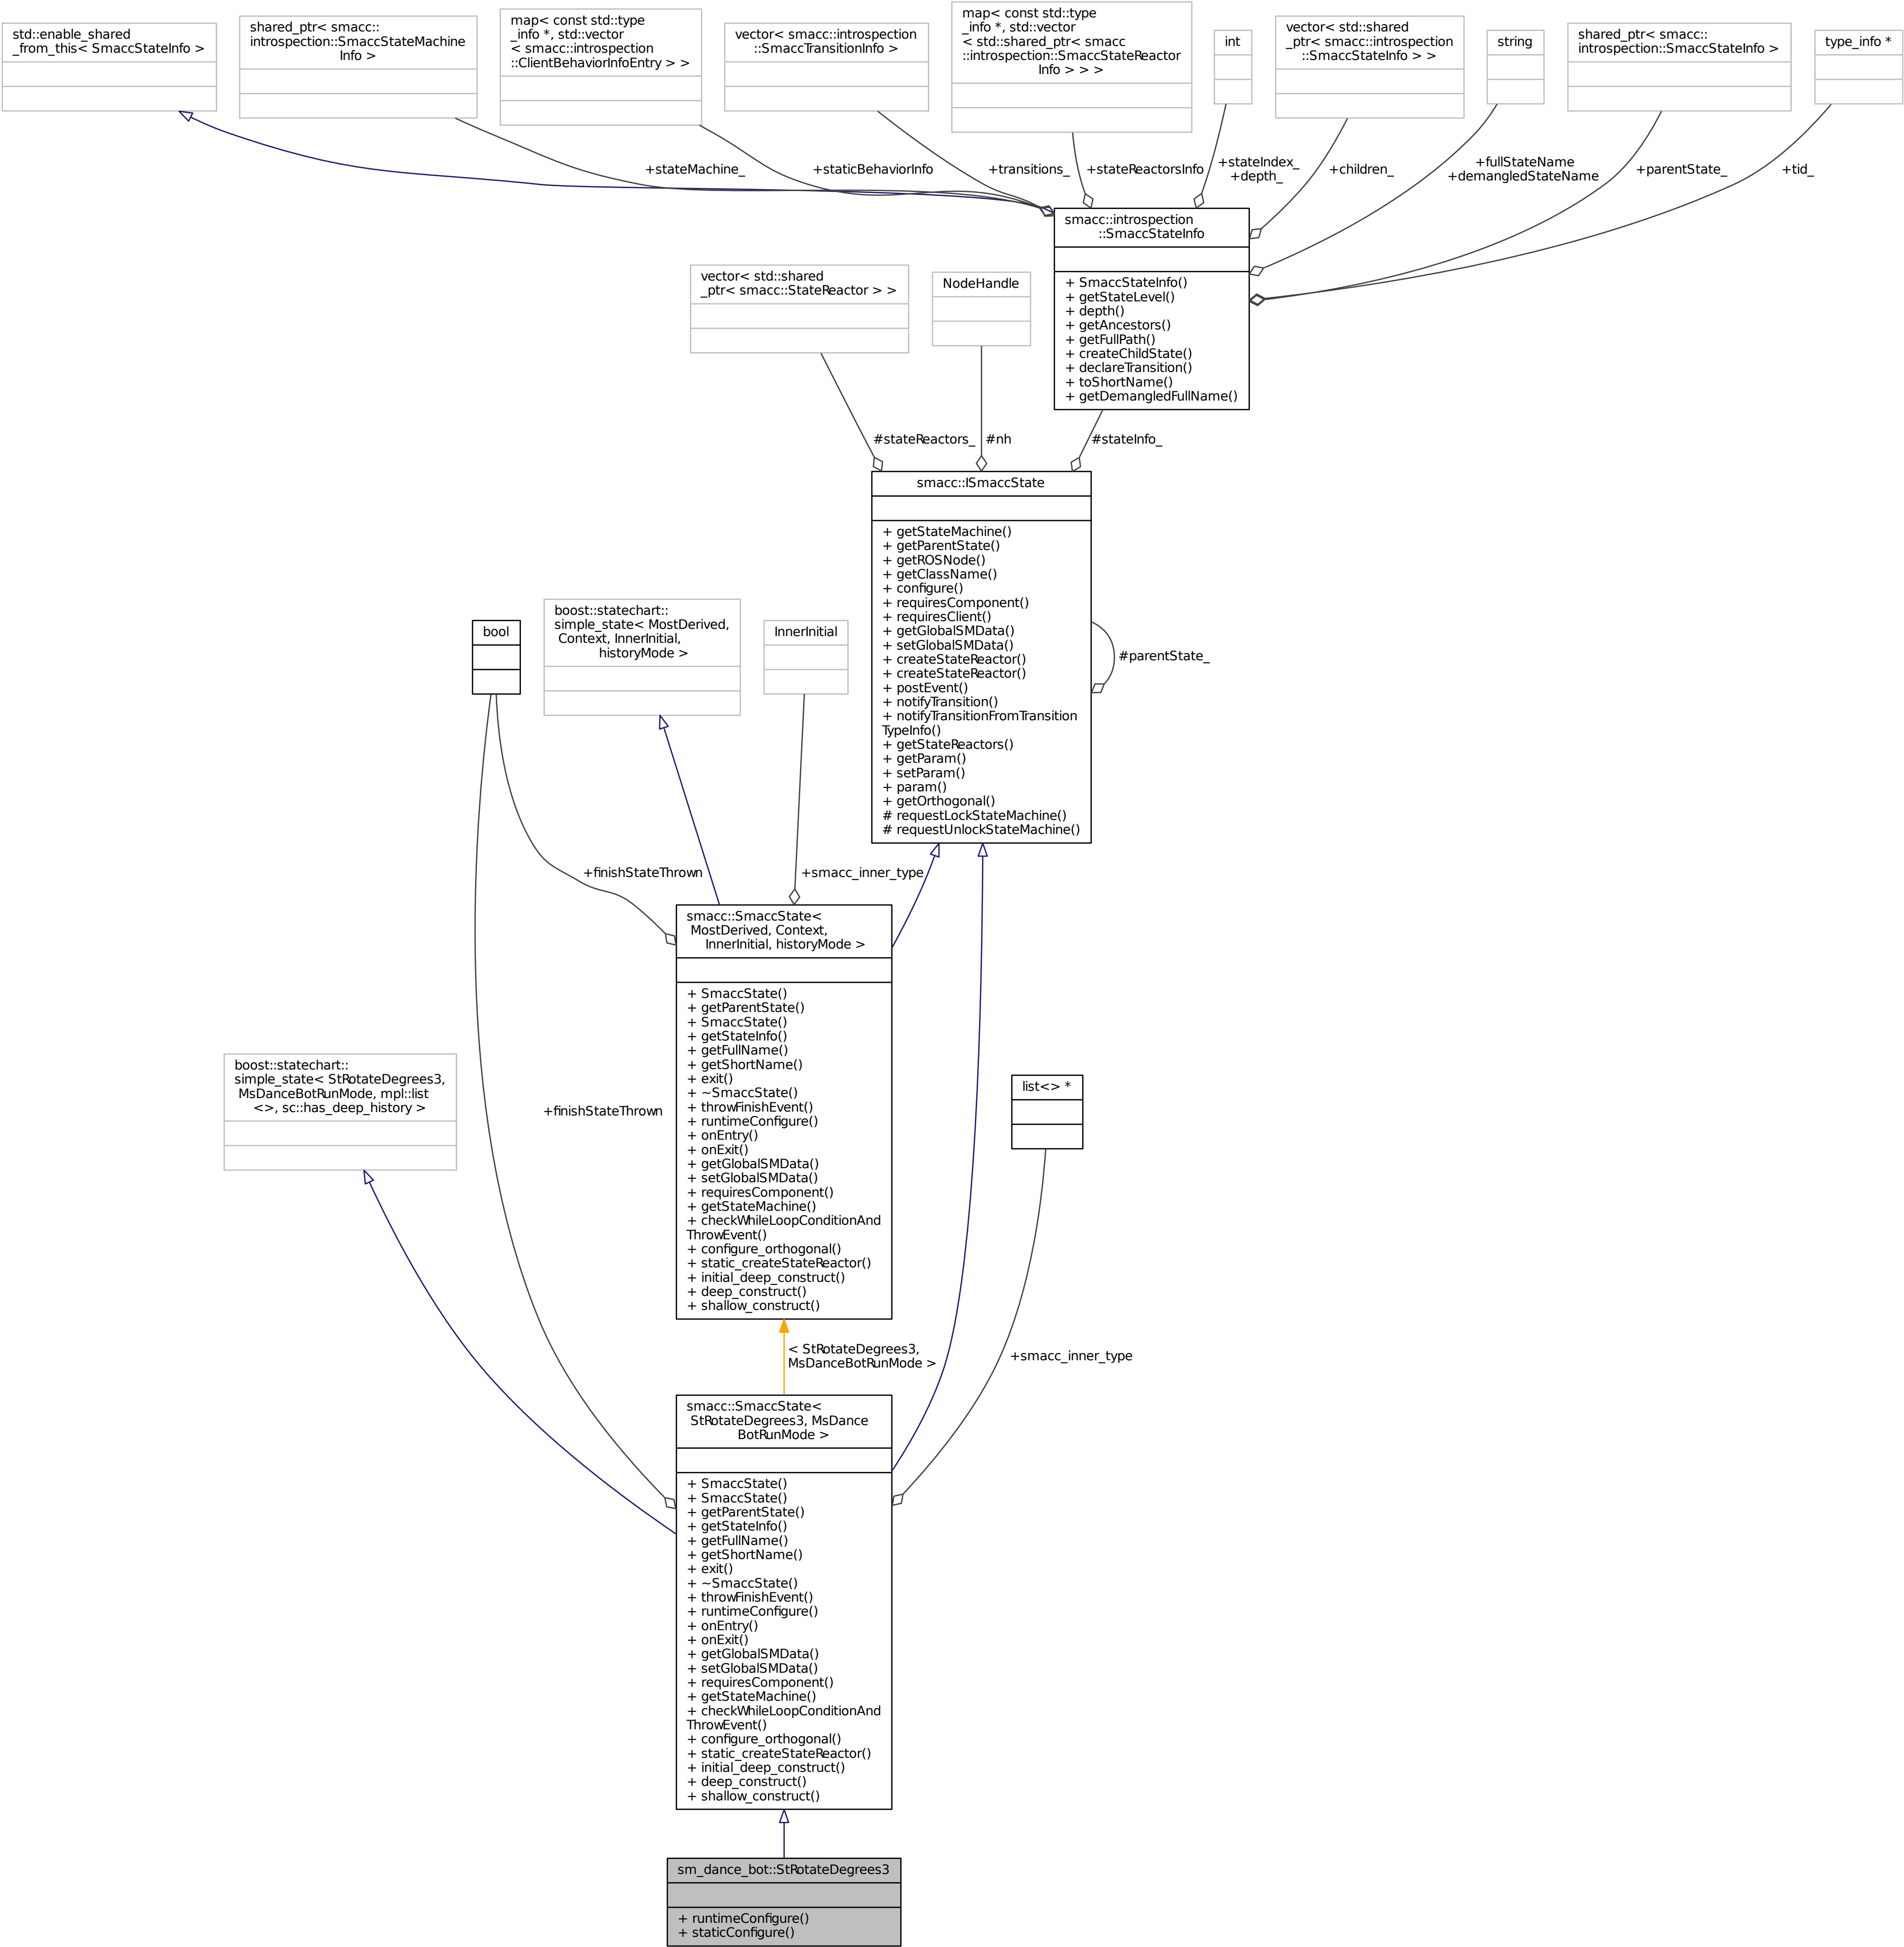 std::enable_shared
_from_this< SmaccStateInfo >
shared_ptr< smacc::
introspection::SmaccStateMachine
Info >
map< const std::type
_info *, std::vector
< smacc::introspection
::ClientBehaviorInfoEntry > >
vector< smacc::introspection
::SmaccTransitionInfo >
map< const std::type
_info *, std::vector
< std::shared_ptr< smacc
::introspection::SmaccStateReactor
Info > > >
int
vector< std::shared
_ptr< smacc::introspection
::SmaccStateInfo > >
string
shared_ptr< smacc::
introspection::SmaccStateInfo >
type_info *
+stateMachine_
+staticBehaviorInfo
+transitions_
+stateReactorsInfo
+stateIndex_
+depth_
+children_
+fullStateName
+demangledStateName
+parentState_
+tid_
smacc::introspection
::SmaccStateInfo
+ SmaccStateInfo()
+ getStateLevel()
+ depth()
+ getAncestors()
+ getFullPath()
+ createChildState()
+ declareTransition()
+ toShortName()
+ getDemangledFullName()
vector< std::shared
_ptr< smacc::StateReactor > >
NodeHandle
#stateReactors_
#nh
#stateInfo_
smacc::ISmaccState
+ getStateMachine()
+ getParentState()
+ getROSNode()
+ getClassName()
+ configure()
+ requiresComponent()
+ requiresClient()
+ getGlobalSMData()
+ setGlobalSMData()
+ createStateReactor()
+ createStateReactor()
+ postEvent()
+ notifyTransition()
+ notifyTransitionFromTransition
TypeInfo()
+ getStateReactors()
+ getParam()
+ setParam()
+ param()
+ getOrthogonal()
# requestLockStateMachine()
# requestUnlockStateMachine()
#parentState_
bool
boost::statechart::
simple_state< MostDerived,
Context, InnerInitial,
historyMode >
InnerInitial
+finishStateThrown
+smacc_inner_type
smacc::SmaccState<
MostDerived, Context,
InnerInitial, historyMode >
+ SmaccState()
+ getParentState()
+ SmaccState()
+ getStateInfo()
+ getFullName()
+ getShortName()
+ exit()
+ ~SmaccState()
+ throwFinishEvent()
+ runtimeConfigure()
+ onEntry()
+ onExit()
+ getGlobalSMData()
+ setGlobalSMData()
+ requiresComponent()
+ getStateMachine()
+ checkWhileLoopConditionAnd
ThrowEvent()
+ configure_orthogonal()
+ static_createStateReactor()
+ initial_deep_construct()
+ deep_construct()
+ shallow_construct()
boost::statechart::
simple_state< StRotateDegrees3,
MsDanceBotRunMode, mpl::list
<>, sc::has_deep_history >
+finishStateThrown
list<> *
< StRotateDegrees3,
MsDanceBotRunMode >
+smacc_inner_type
smacc::SmaccState<
StRotateDegrees3, MsDance
BotRunMode >
+ SmaccState()
+ SmaccState()
+ getParentState()
+ getStateInfo()
+ getFullName()
+ getShortName()
+ exit()
+ ~SmaccState()
+ throwFinishEvent()
+ runtimeConfigure()
+ onEntry()
+ onExit()
+ getGlobalSMData()
+ setGlobalSMData()
+ requiresComponent()
+ getStateMachine()
+ checkWhileLoopConditionAnd
ThrowEvent()
+ configure_orthogonal()
+ static_createStateReactor()
+ initial_deep_construct()
+ deep_construct()
+ shallow_construct()
sm_dance_bot::StRotateDegrees3
+ runtimeConfigure()
+ staticConfigure()